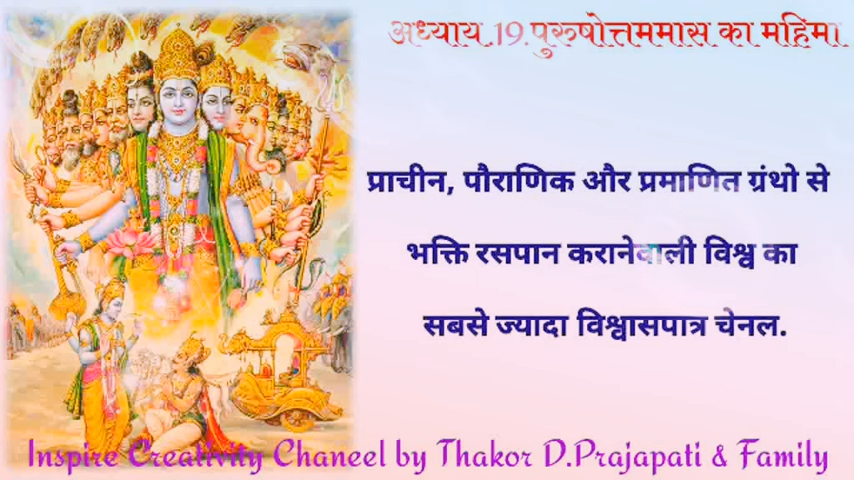 अध्याय 19.पुरुषोत्तममास का महिमा
प्राचीन, पौराणिक और प्रमाणित ग्रंथो से
भक्ति रसपान करानेवाली विश्व का
सबसे ज्यादा विश्वासपात्र चेनल.
Inspire Creativity Chaneel by Thakor D.Prajapati & Family